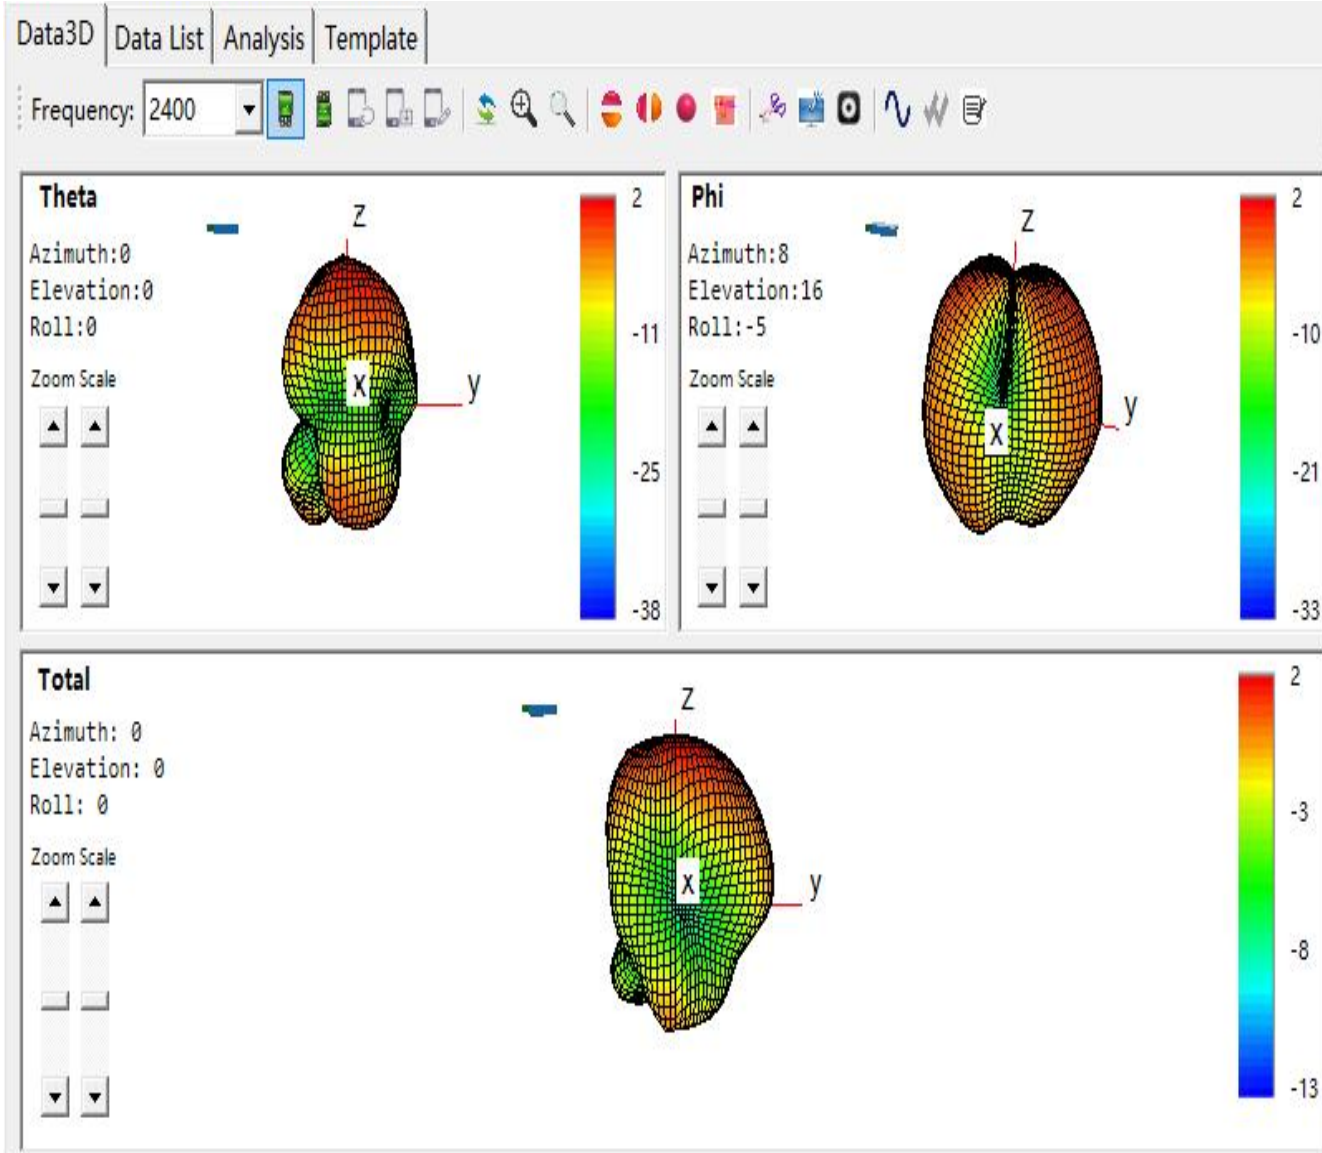 Data3D Data List Analysis Template
Frequency: 2400
Theta
Azimuth:0
Elevation:0
Roll:0
Zoom Scale
z
x
y
2
-11
-25
-38
Phi
Azimuth:8
Elevation:16
Roll:-5
Zoom Scale
z
x
y
2
-10
-21
-33
Total
Azimuth: 0
Elevation: 0
Roll: 0
Zoom Scale
z
x
y
2
-3
-8
-13